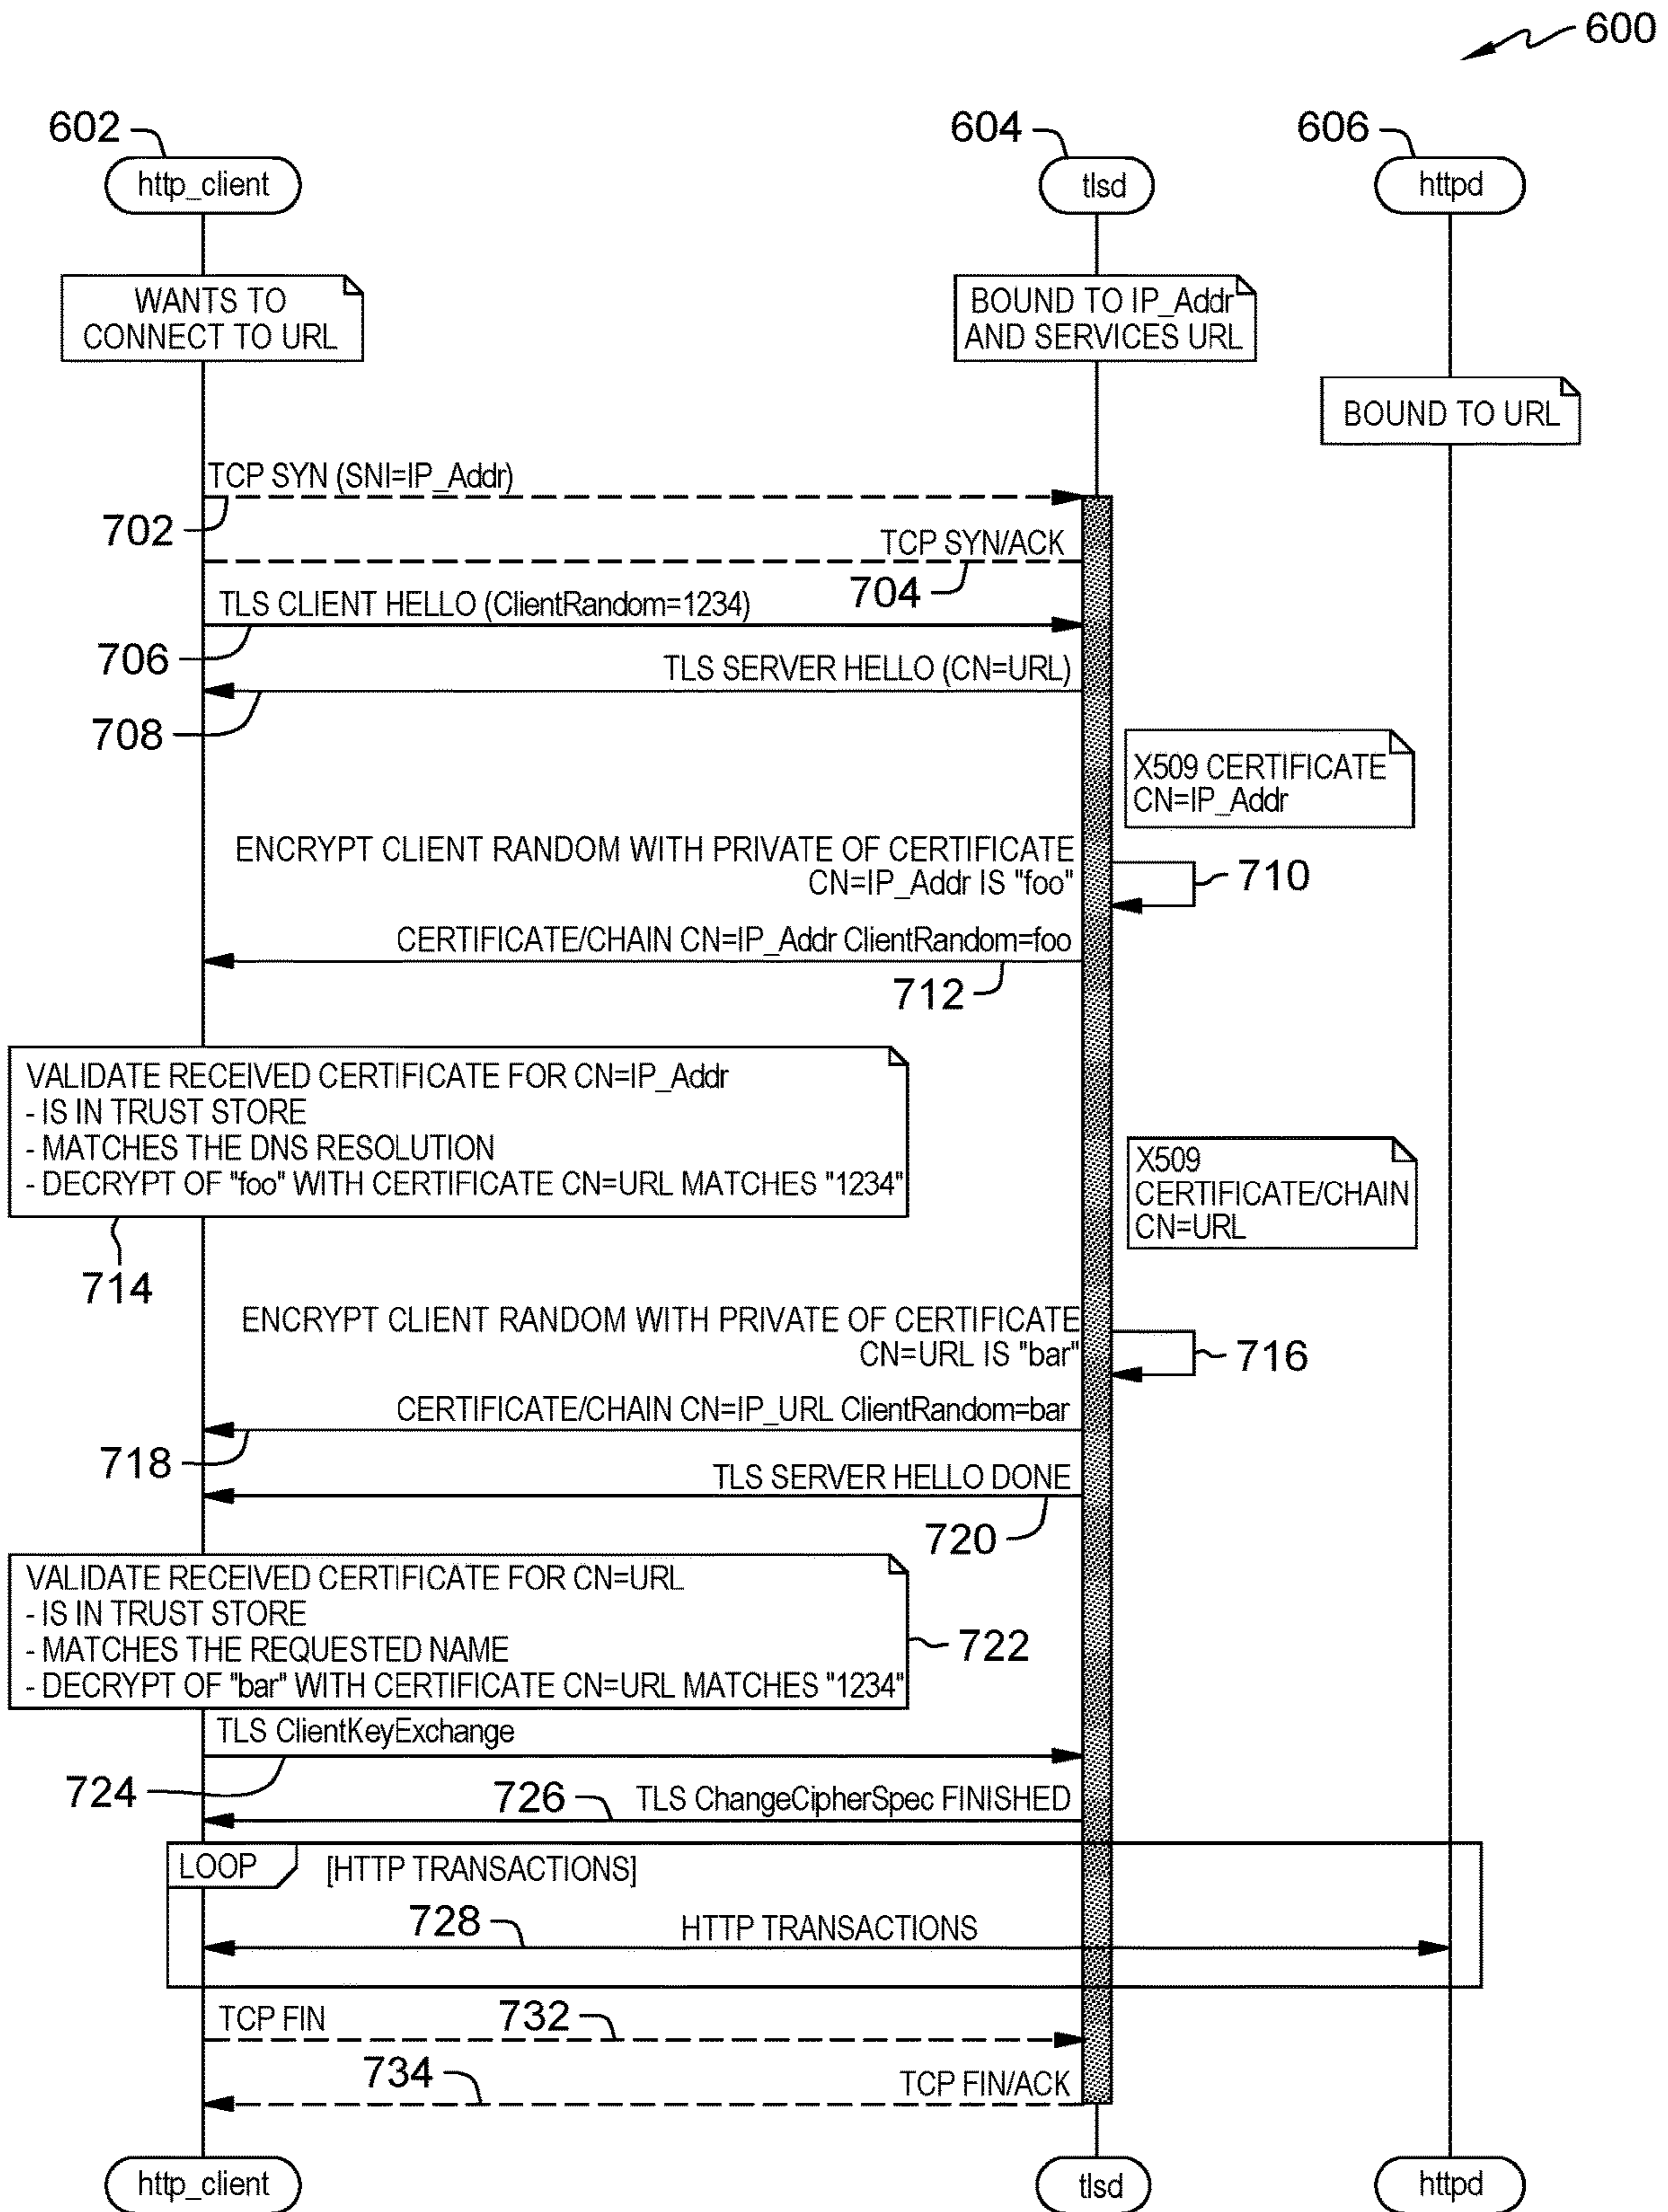 600
602
604
606
http_client
tlsd
httpd
WANTS TO
CONNECT TO URL
BOUND TO IP_Addr
AND SERVICES URL
BOUND TO URL
TCP SYN (SNI=IP_Addr)
702
TCP SYN/ACK
704
TLS CLIENT HELLO (ClientRandom=1234)
706
TLS SERVER HELLO (CN=URL)
708
X509 CERTIFICATE
CN=IP_Addr
ENCRYPT CLIENT RANDOM WITH PRIVATE OF CERTIFICATE
CN=IP_Addr IS "foo"
710
CERTIFICATE/CHAIN CN=IP_Addr ClientRandom=foo
712
VALIDATE RECEIVED CERTIFICATE FOR CN=IP_Addr
- IS IN TRUST STORE
- MATCHES THE DNS RESOLUTION
- DECRYPT OF "foo" WITH CERTIFICATE CN=URL MATCHES "1234"
714
X509
CERTIFICATE/CHAIN
CN=URL
ENCRYPT CLIENT RANDOM WITH PRIVATE OF CERTIFICATE
CN=URL IS "bar"
716
CERTIFICATE/CHAIN CN=IP_URL ClientRandom=bar
718
TLS SERVER HELLO DONE
720
VALIDATE RECEIVED CERTIFICATE FOR CN=URL
- IS IN TRUST STORE
- MATCHES THE REQUESTED NAME
- DECRYPT OF "bar" WITH CERTIFICATE CN=URL MATCHES "1234"
722
TLS ClientKeyExchange
724
726
TLS ChangeCipherSpec FINISHED
LOOP
[HTTP TRANSACTIONS]
728
HTTP TRANSACTIONS
TCP FIN
732
734
TCP FIN/ACK
http_client
tlsd
httpd